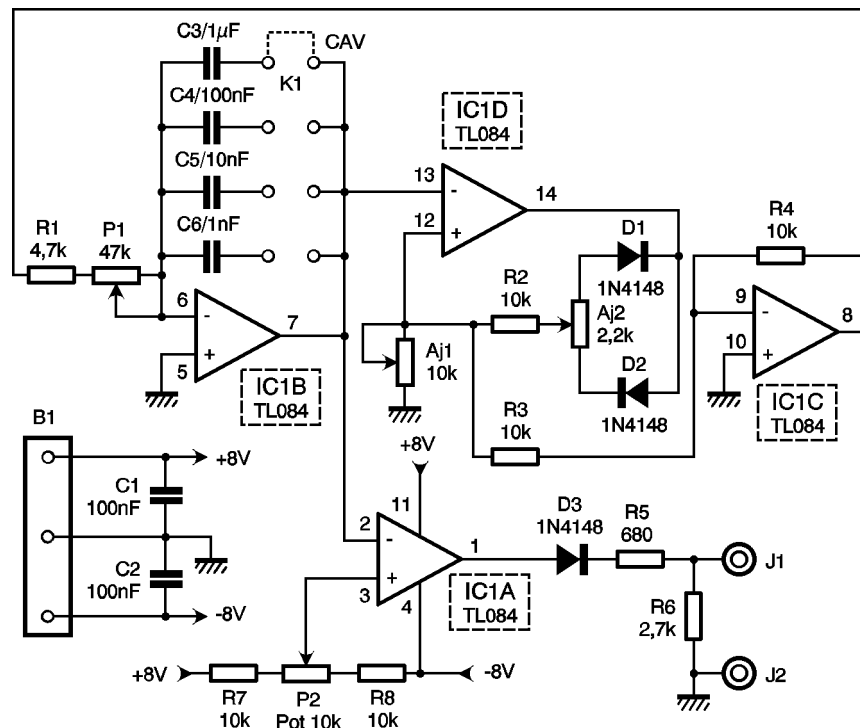 C3/1µF
CAV
K1
C4/100nF
C5/10nF
C6/1nF
R1
4,7k
P1
47k
6
-
7
+
5
IC1B
TL084
IC1D
TL084
13
-
14
12
+
D1
1N4148
R2
10k
Aj2
2,2k
D2
1N4148
Aj1
10k
R3
10k
R4
10k
9
-
8
10
+
IC1C
TL084
B1
+8V
C1
100nF
C2
100nF
-8V
+8V
11
2
-
1
+
3
4
IC1A
TL084
D3
1N4148
R5
680
J1
R6
2,7k
J2
+8V
-8V
R7
10k
P2
Pot 10k
R8
10k